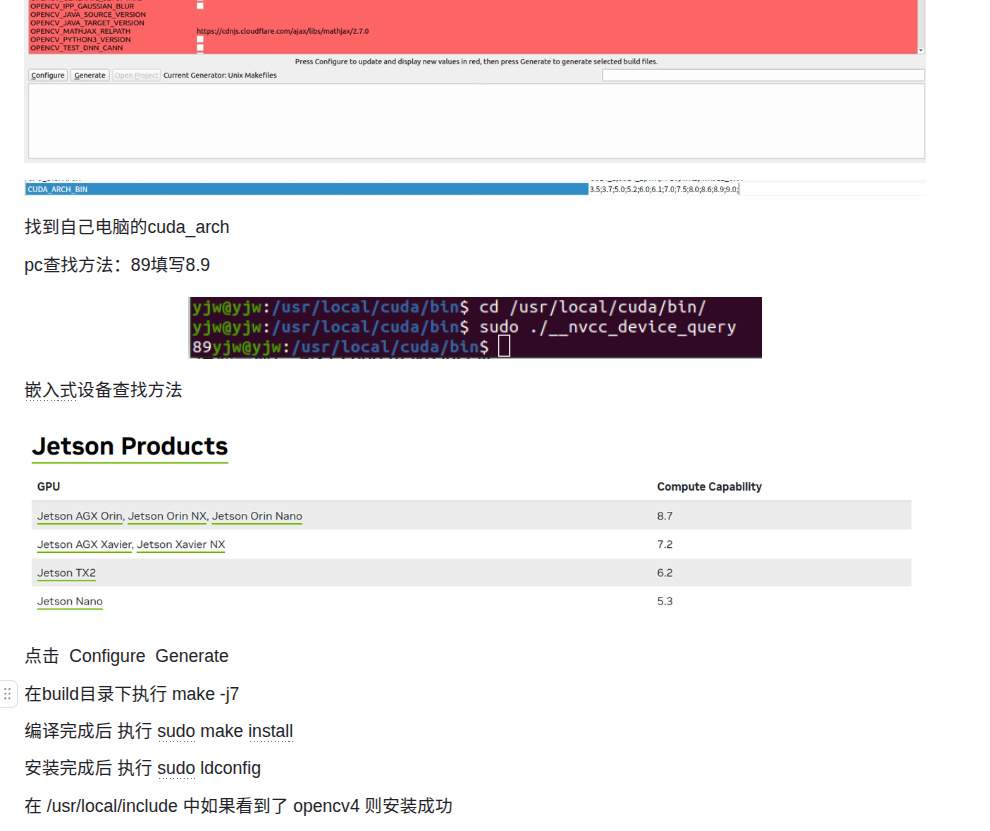 OPENCV_IPP_GAUSSIAN_BLUR
OPENCV_JAVA_SOURCE_VERSION
OPENCV_JAVA_TARGET_VERSION
OPENCV_MATHJAX_RELPATH https://cdnjs.cloudflare.com/ajax/libs/mathjax/2.7.0
OPENCV_PYTHON3_VERSION
OPENCV_TEST_DNN_CANN
Press Configure to update and display new values in red, then press Generate to generate selected build files.
Configure Generate Open Project Current Generator: Unix Makefiles
CUDA_ARCH_BIN 3.5;3.7;5.0;5.2;6.0;6.1;7.0;7.5;8.0;8.6;8.9;9.0;
找到自己电脑的cuda_arch
pc查找方法：89填写8.9
yjw@yjw:/usr/local/cuda/bin$ cd /usr/local/cuda/bin/
yjw@yjw:/usr/local/cuda/bin$ sudo ./__nvcc_device_query
89yjw@yjw:/usr/local/cuda/bin$
嵌入式设备查找方法
Jetson Products
GPU Compute Capability
Jetson AGX Orin, Jetson Orin NX, Jetson Orin Nano 8.7
Jetson AGX Xavier, Jetson Xavier NX 7.2
Jetson TX2 6.2
Jetson Nano 5.3
点击 Configure Generate
在build目录下执行 make -j7
编译完成后 执行 sudo make install
安装完成后 执行 sudo ldconfig
在 /usr/local/include 中如果看到了 opencv4 则安装成功